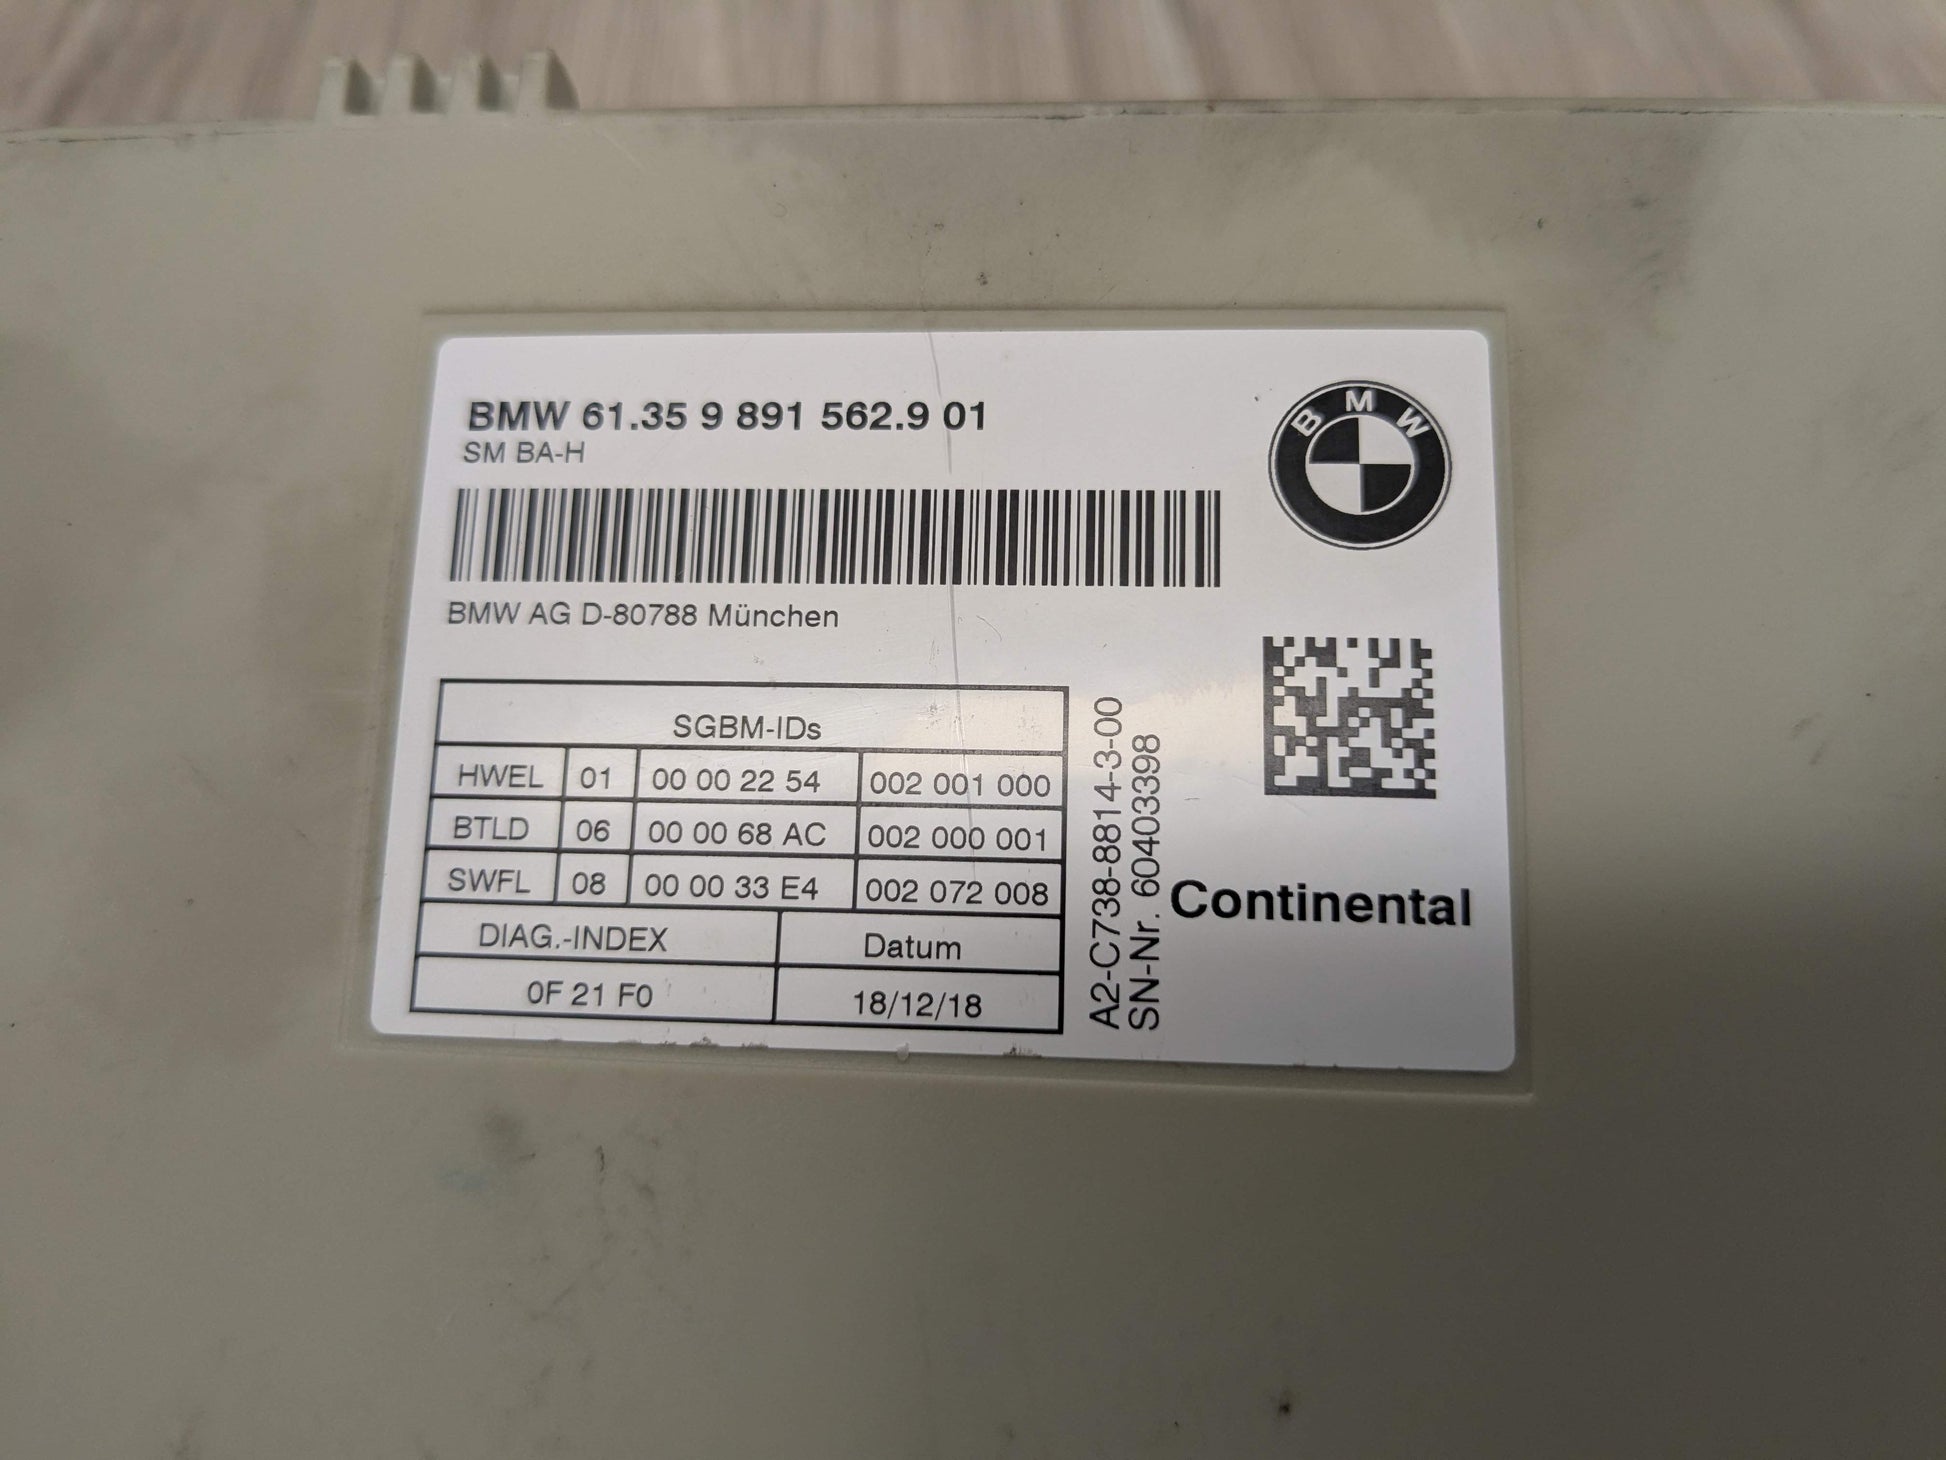 BMW 61.35 9 891 562.9 01
SM BA-H
BMW
BMW AG D-80788 München
SGBM-IDs
HWEL 01 00 00 22 54 002 001 000
BTLD 06 00 00 68 AC 002 000 001
SWFL 08 00 00 33 E4 002 072 008
DIAG.-INDEX Datum
0F 21 F0 18/12/18
A2-C738-8814-3-00
SN-Nr. 60403398
Continental